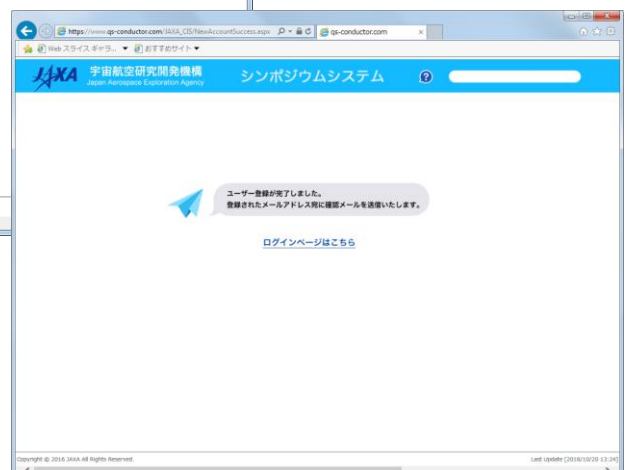 https://www.qs-conductor.com/JAXA_CIS/NewAccountSuccess.aspx
qs-conductor.com
Web スライス ギャラ...
おすすめサイト
JAXA 宇宙航空研究開発機構
Japan Aerospace Exploration Agency
シンポジウムシステム
ユーザー登録が完了しました。
登録されたメールアドレス宛に確認メールを送信いたします。
ログインページはこちら
Copyright © 2016 JAXA All Rights Reserved.
Last Update [2016/10/20 13:24]